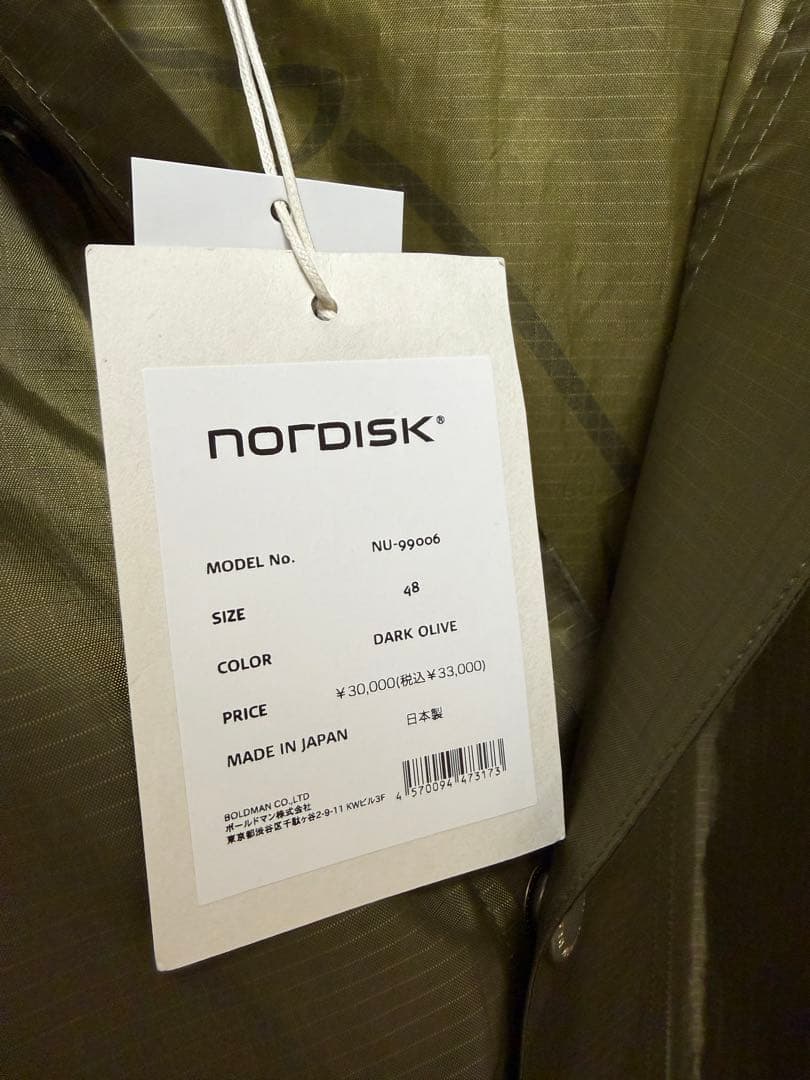 nORDISK®
MODEL No. NU-99006
SIZE 48
COLOR DARK OLIVE
PRICE ￥30,000(税込￥33,000)
MADE IN JAPAN 日本製
BOLDMAN CO.,LTD
ボールドマン株式会社
東京都渋谷区千駄ヶ谷2-9-11 KWビル3F
4 570094 473173